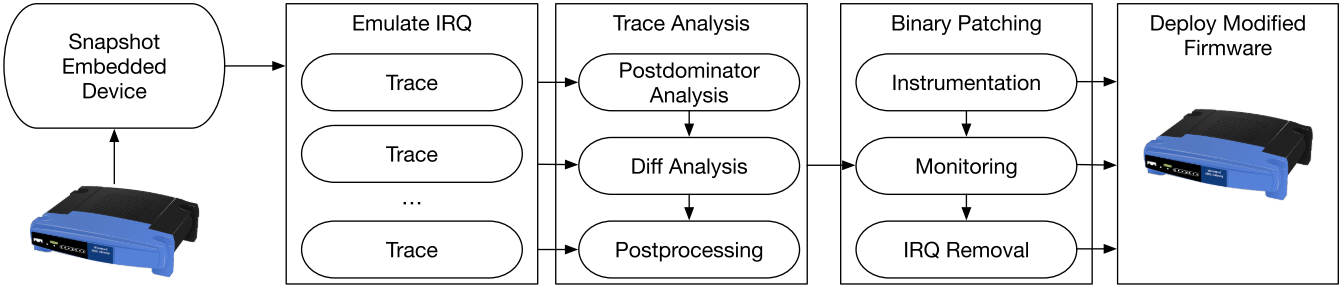 Snapshot
Embedded
Device
Emulate IRQ
Trace
Trace
...
Trace
Trace Analysis
Postdominator
Analysis
Diff Analysis
Postprocessing
Binary Patching
Instrumentation
Monitoring
IRQ Removal
Deploy Modified
Firmware